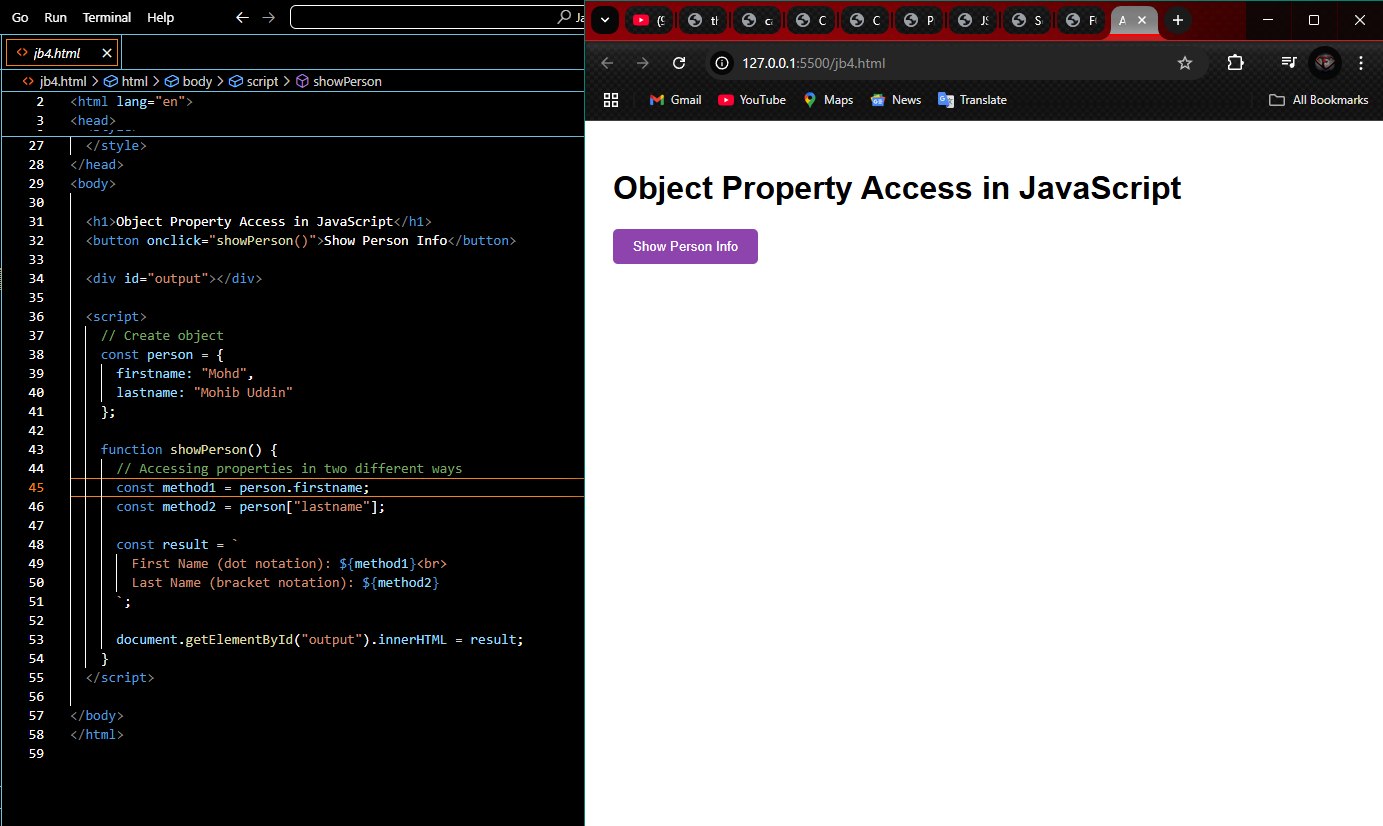 Go Run Terminal Help
jb4.html
jb4.html > html > body > script > showPerson
2 <html lang="en">
3 <head>
27 </style>
28 </head>
29 <body>
30
31 <h1>Object Property Access in JavaScript</h1>
32 <button onclick="showPerson()">Show Person Info</button>
33
34 <div id="output"></div>
35
36 <script>
37 // Create object
38 const person = {
39 firstname: "Mohd",
40 lastname: "Mohib Uddin"
41 };
42
43 function showPerson() {
44 // Accessing properties in two different ways
45 const method1 = person.firstname;
46 const method2 = person["lastname"];
47
48 const result = `
49 First Name (dot notation): ${method1}<br>
50 Last Name (bracket notation): ${method2}
51 `;
52
53 document.getElementById("output").innerHTML = result;
54 }
55 </script>
56
57 </body>
58 </html>
59
127.0.0.1:5500/jb4.html
Gmail YouTube Maps News Translate All Bookmarks
Object Property Access in JavaScript
Show Person Info